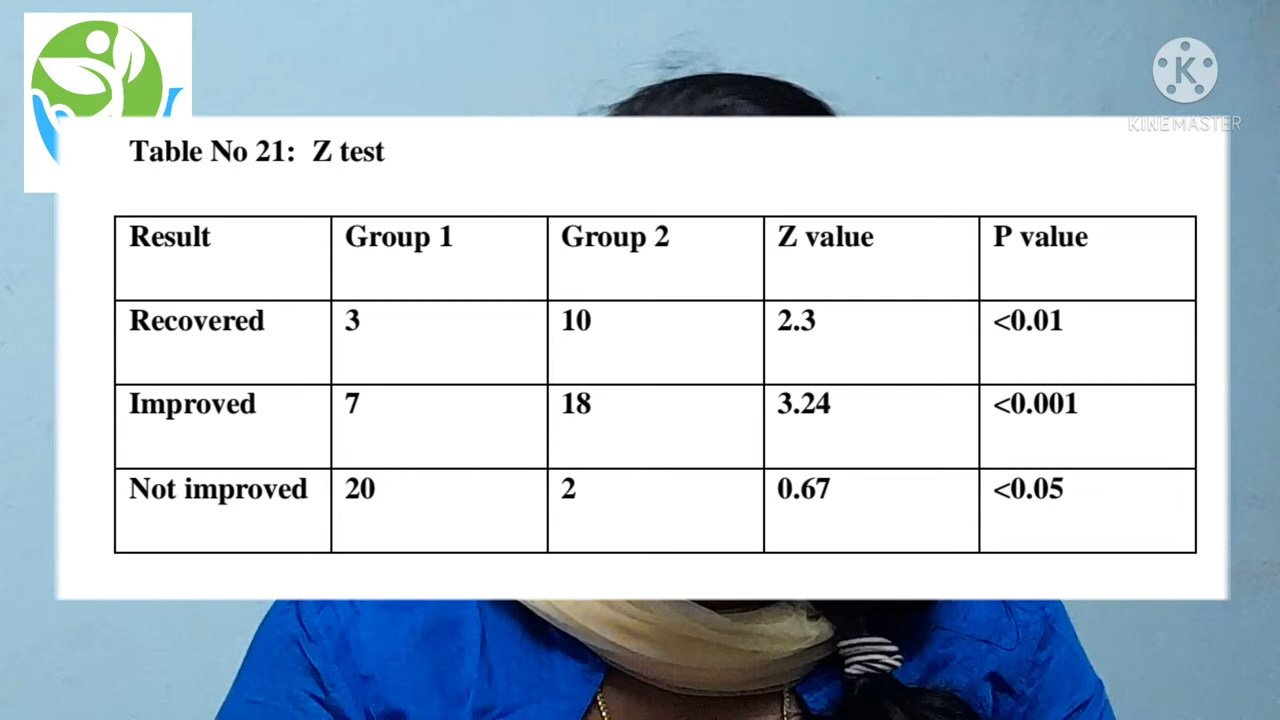 KINEMASTER
Table No 21: Z test
Result Group 1 Group 2 Z value P value
Recovered 3 10 2.3 <0.01
Improved 7 18 3.24 <0.001
Not improved 20 2 0.67 <0.05